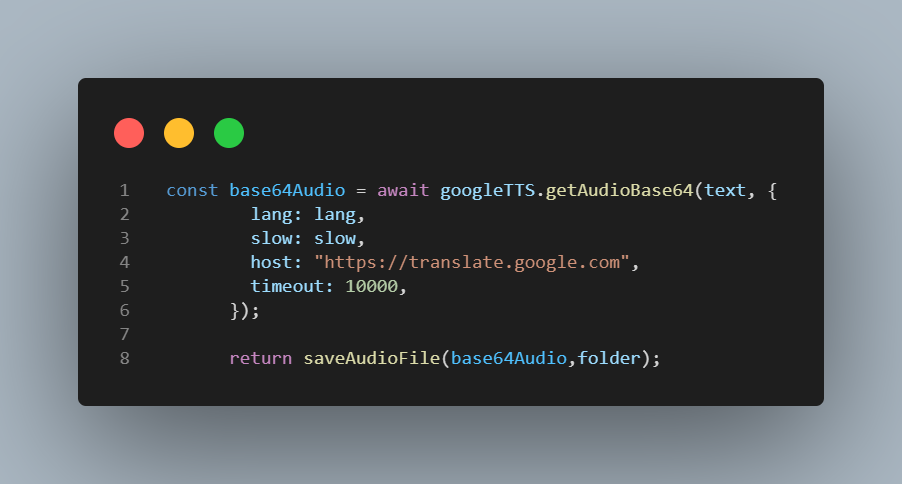 1 const base64Audio = await googleTTS.getAudioBase64(text, {
2 lang: lang,
3 slow: slow,
4 host: "https://translate.google.com",
5 timeout: 10000,
6 });
7
8 return saveAudioFile(base64Audio,folder);